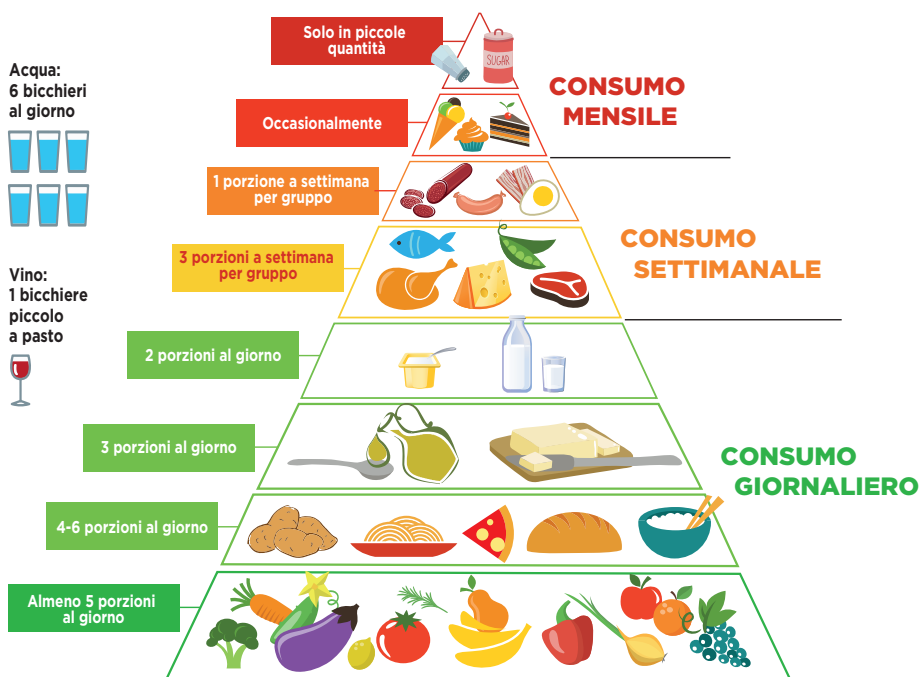 Solo in piccole
quantità
SUGAR
Acqua:
6 bicchieri
al giorno
CONSUMO
MENSILE
Occasionalmente
1 porzione a settimana
per gruppo
CONSUMO
SETTIMANALE
3 porzioni a settimana
per gruppo
Vino:
1 bicchiere
piccolo
a pasto
2 porzioni al giorno
3 porzioni al giorno
CONSUMO
GIORNALIERO
4-6 porzioni al giorno
Almeno 5 porzioni
al giorno